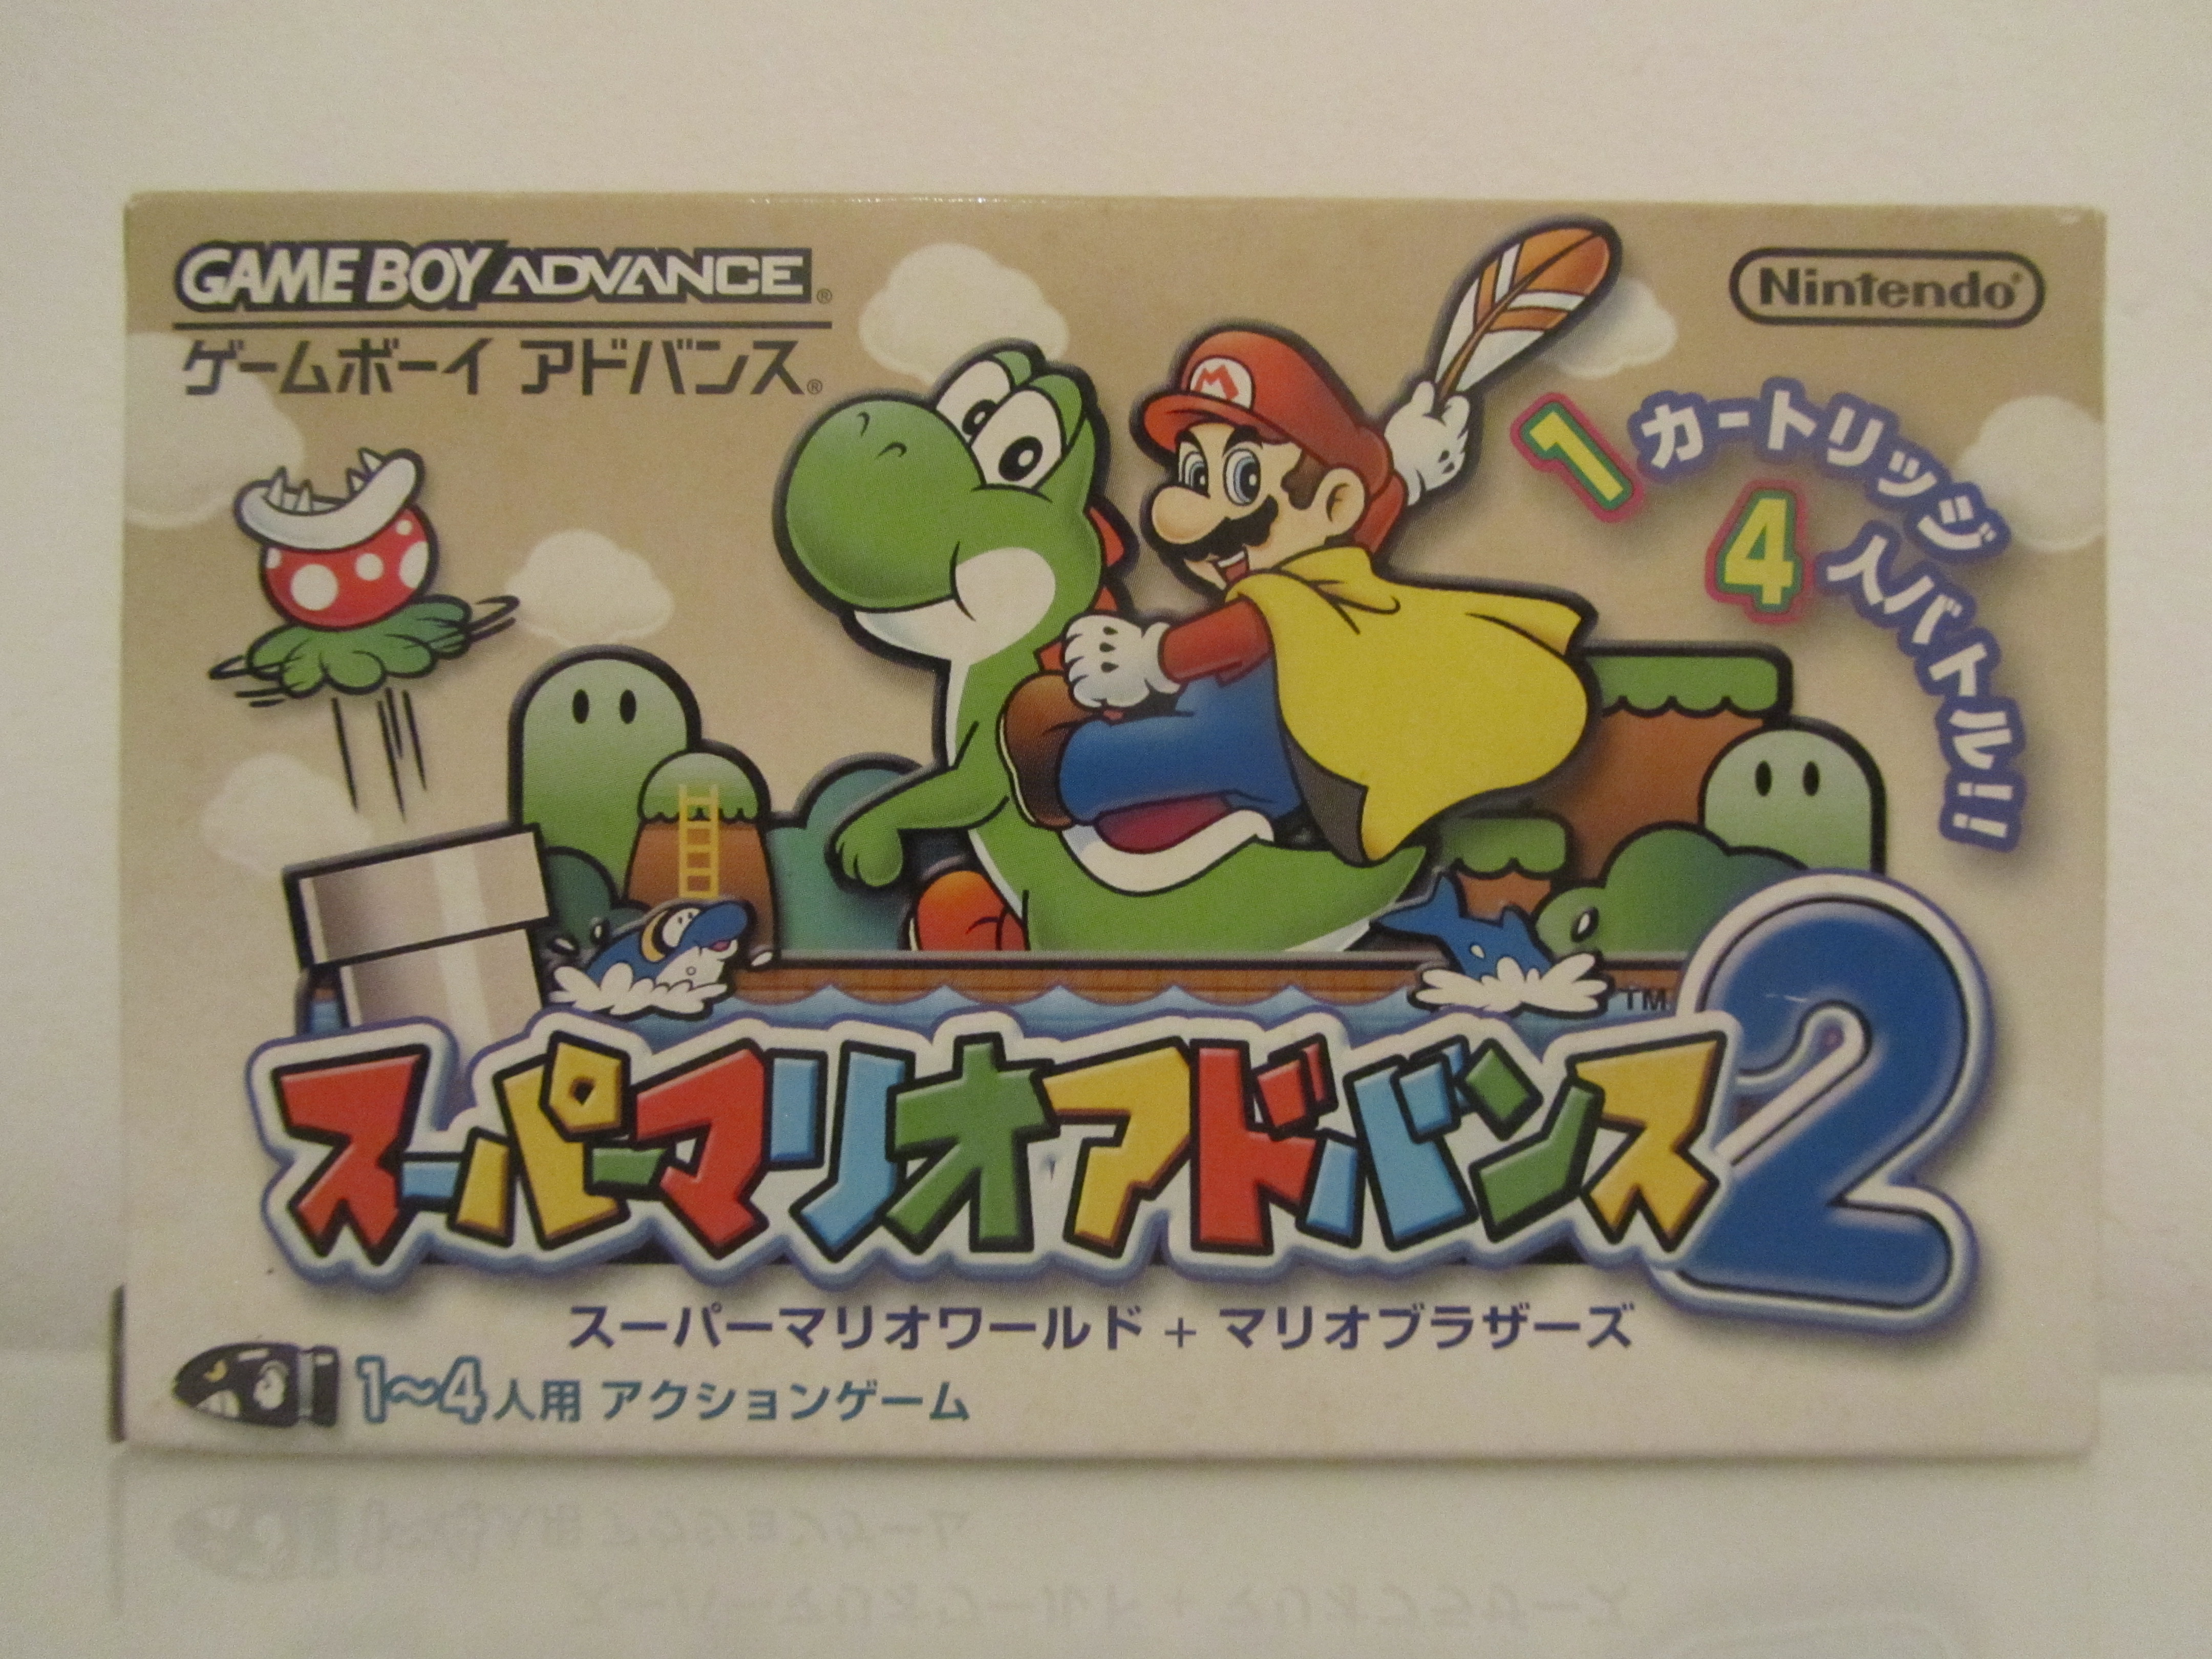 GAME BOY ADVANCE®
ゲームボーイ アドバンス®
Nintendo®
M
1カートリッジ
4人バトル!!
スーパーマリオアドバンス2
TM
スーパーマリオワールド + マリオブラザーズ
1~4人用 アクションゲーム